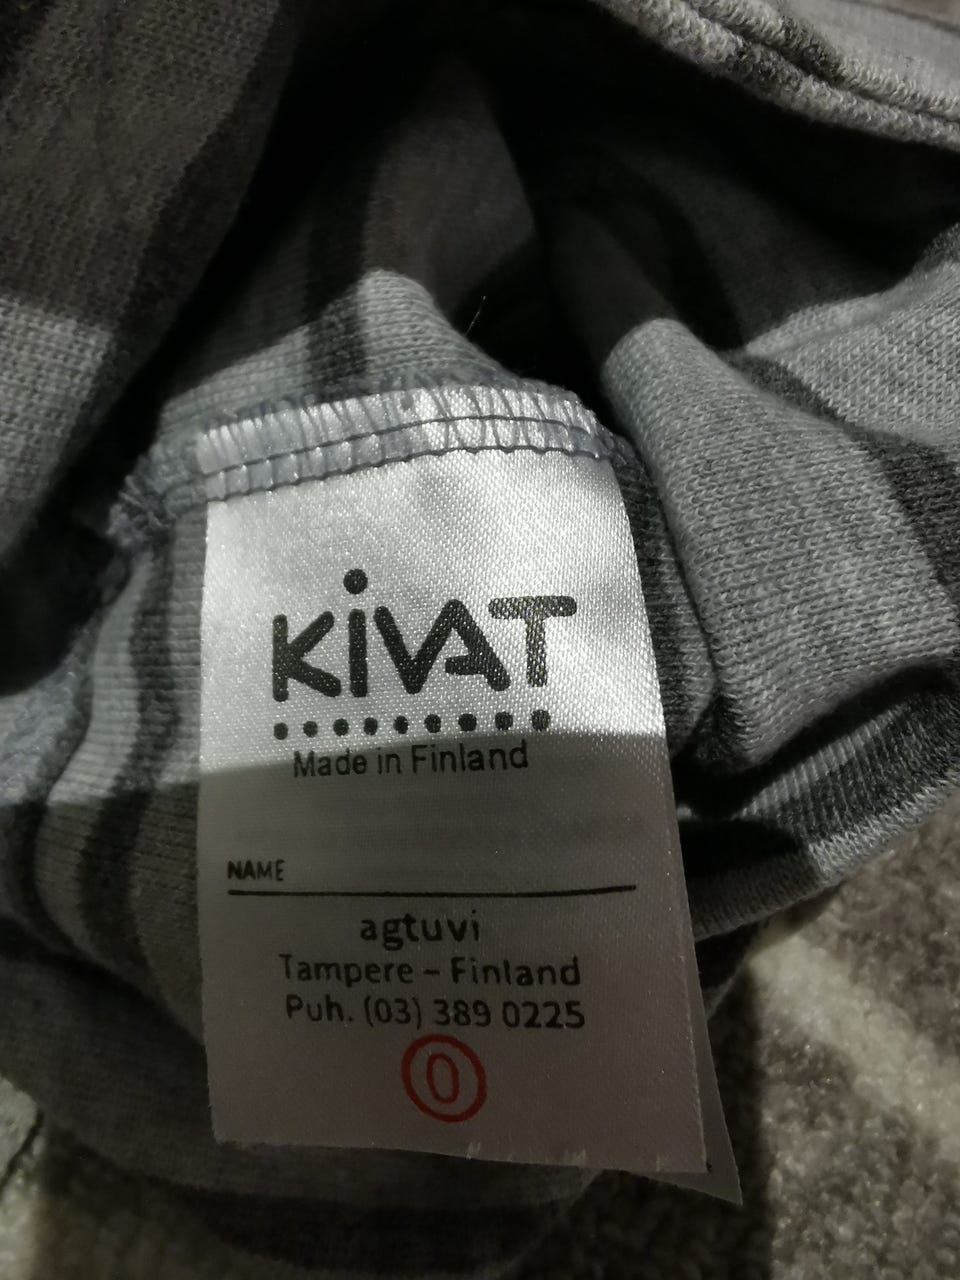 KiVAT
Made in Finland
NAME
agtuvi
Tampere – Finland
Puh. (03) 389 0225
0